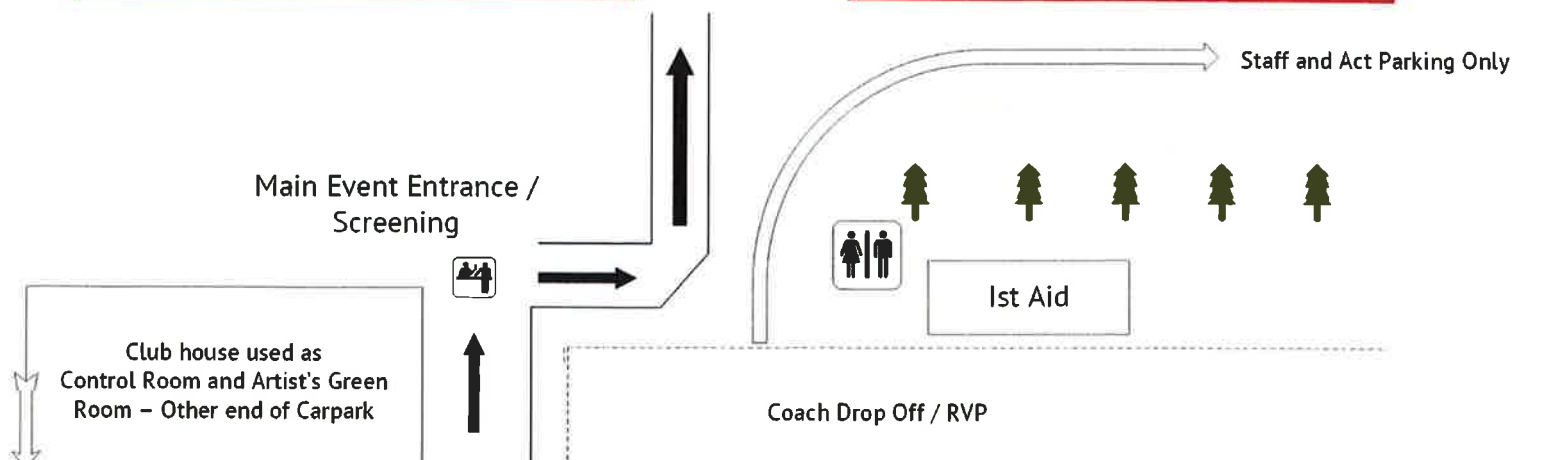 Staff and Act Parking Only
Main Event Entrance /
Screening
1st Aid
Club house used as
Control Room and Artist's Green
Room – Other end of Carpark
Coach Drop Off / RVP